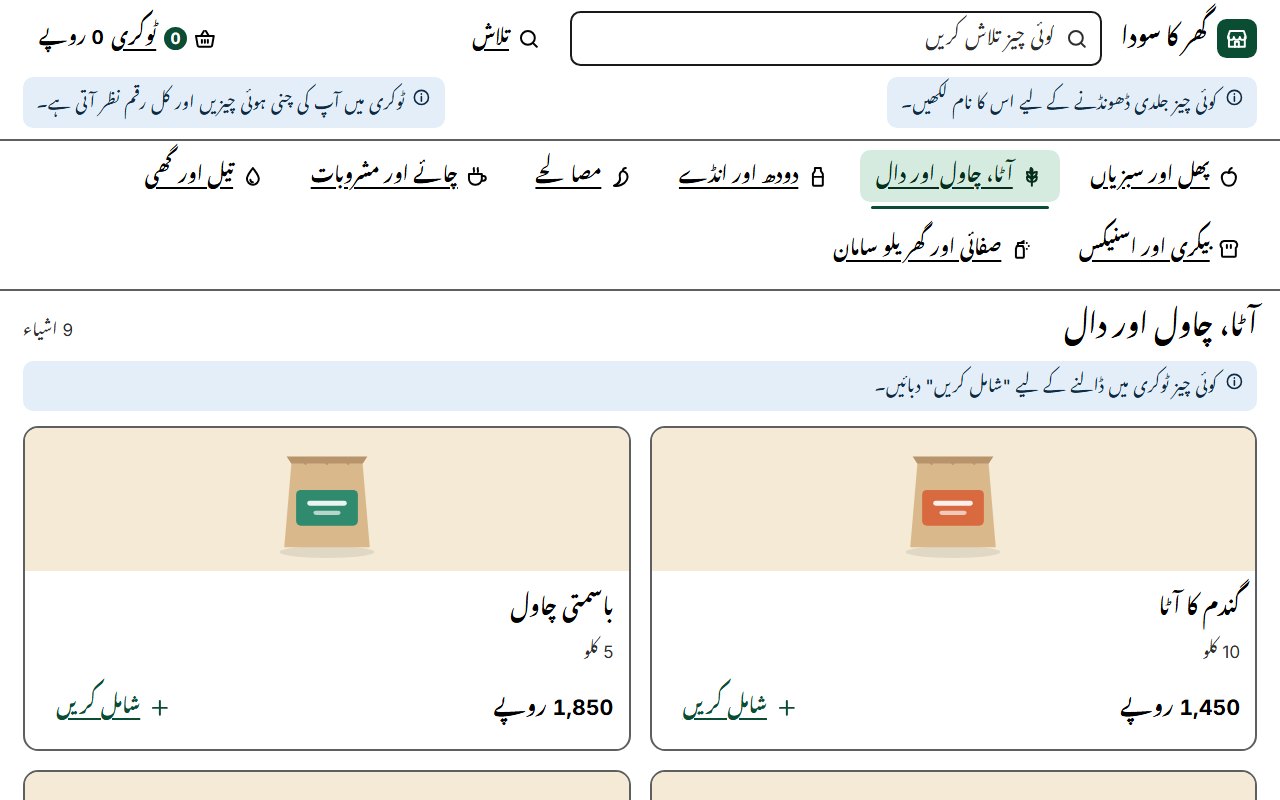 گھر کا سودا
کوئی چیز تلاش کریں
تلاش
0 ٹوکری 0 روپے
کوئی چیز جلدی ڈھونڈنے کے لیے اس کا نام لکھیں۔
ٹوکری میں آپ کی چنی ہوئی چیزیں اور کل رقم نظر آتی ہے۔
پھل اور سبزیاں
آٹا، چاول اور دال
دودھ اور انڈے
مصالحے
چائے اور مشروبات
تیل اور گھی
بیکری اور اسنیکس
صفائی اور گھریلو سامان
آٹا، چاول اور دال
9 اشیاء
کوئی چیز ٹوکری میں ڈالنے کے لیے "شامل کریں" دبائیں۔
گندم کا آٹا
10 کلو
1,450 روپے
شامل کریں
باسمتی چاول
5 کلو
1,850 روپے
شامل کریں